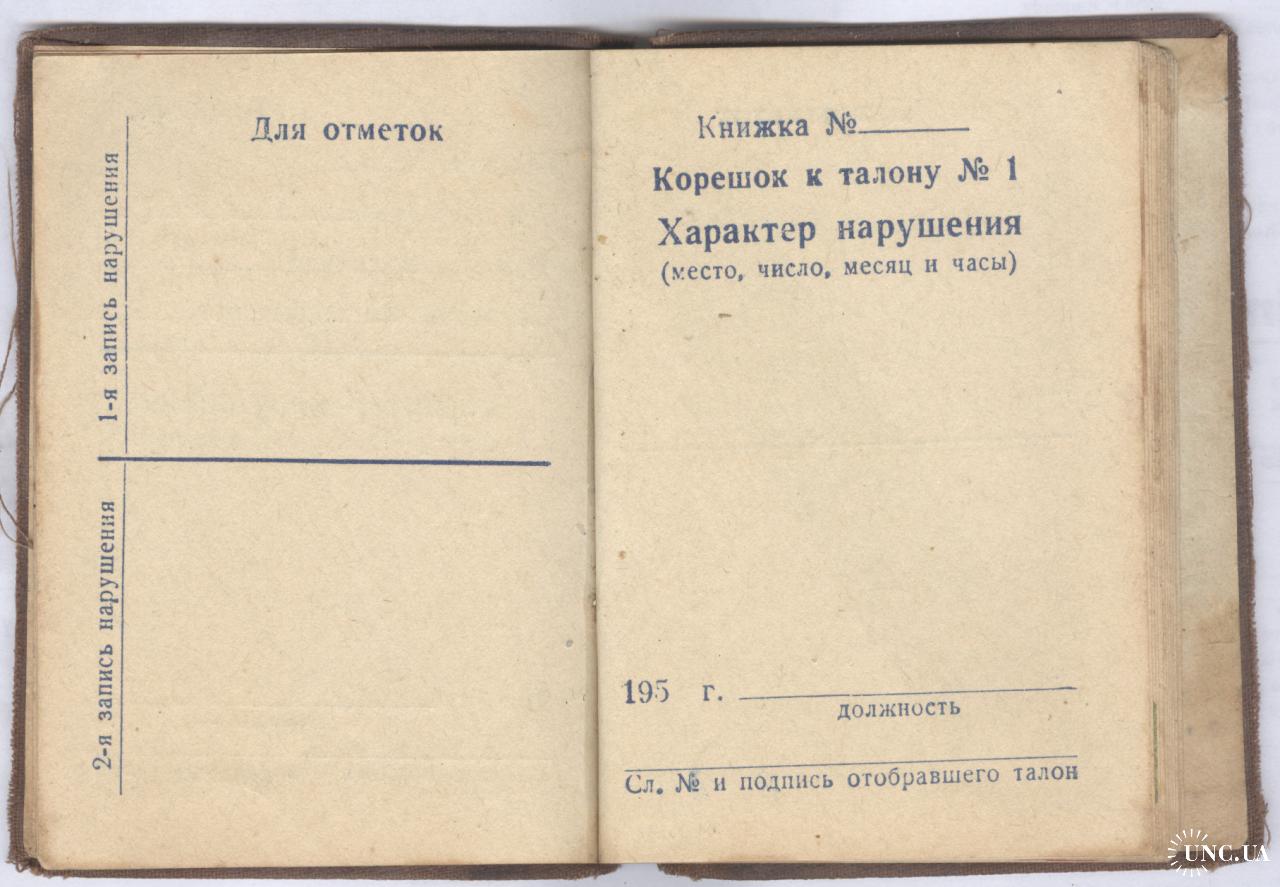 Для отметок
1-я запись нарушения
2-я запись нарушения
Книжка №
Корешок к талону № 1
Характер нарушения
(место, число, месяц и часы)
195 г.
должность
Сл. № и подпись отобравшего талон
UNC.UA